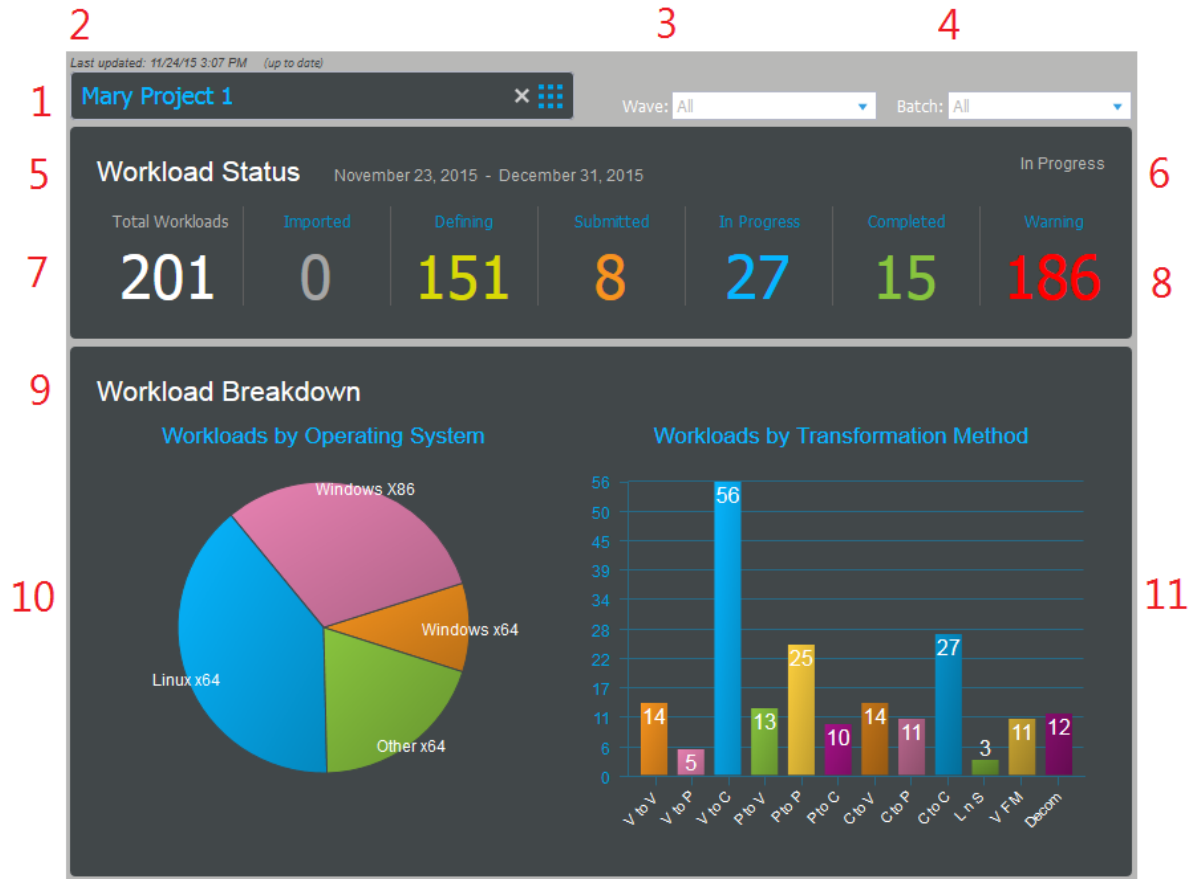 2
3
4
Last updated: 11/24/15 3:07 PM (up to date)
1
Mary Project 1
Wave: All
Batch: All
5
Workload Status
November 23, 2015 - December 31, 2015
In Progress
6
Total Workloads
Imported
Defining
Submitted
In Progress
Completed
Warning
7
201
0
151
8
27
15
186
8
9
Workload Breakdown
Workloads by Operating System
Windows X86
Windows x64
Linux x64
Other x64
10
Workloads by Transformation Method
56
50
45
39
34
28
22
17
11
6
0
14
5
56
13
25
10
14
11
27
3
11
12
V to V
V to P
V to C
P to V
P to P
P to C
C to V
C to P
C to C
L n S
V F M
Decom
11